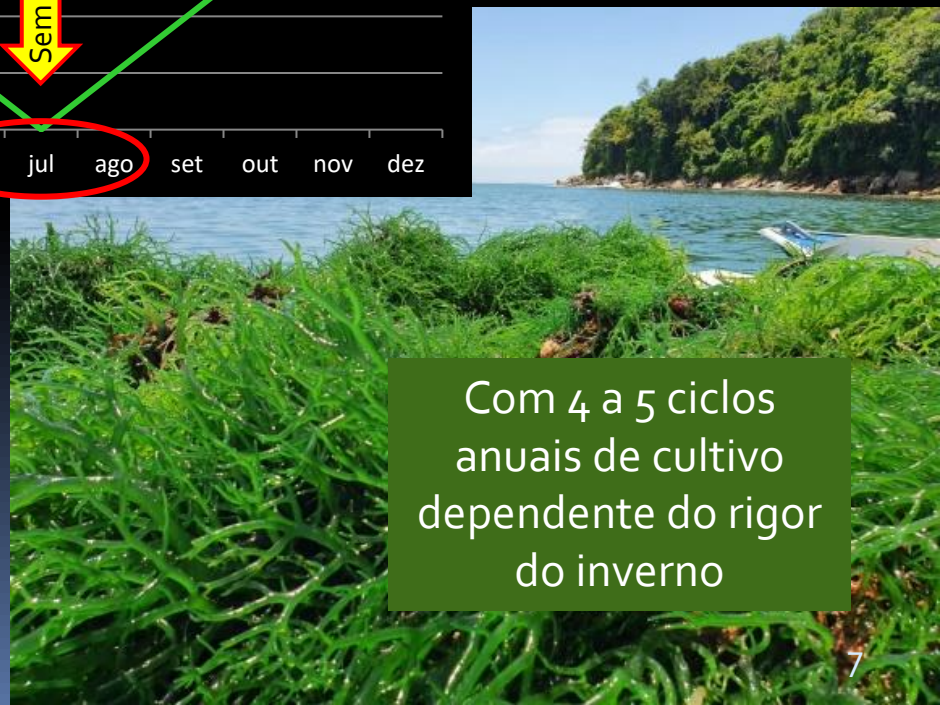 Sem
jul ago set out nov dez
Com 4 a 5 ciclos
anuais de cultivo
dependente do rigor
do inverno
7